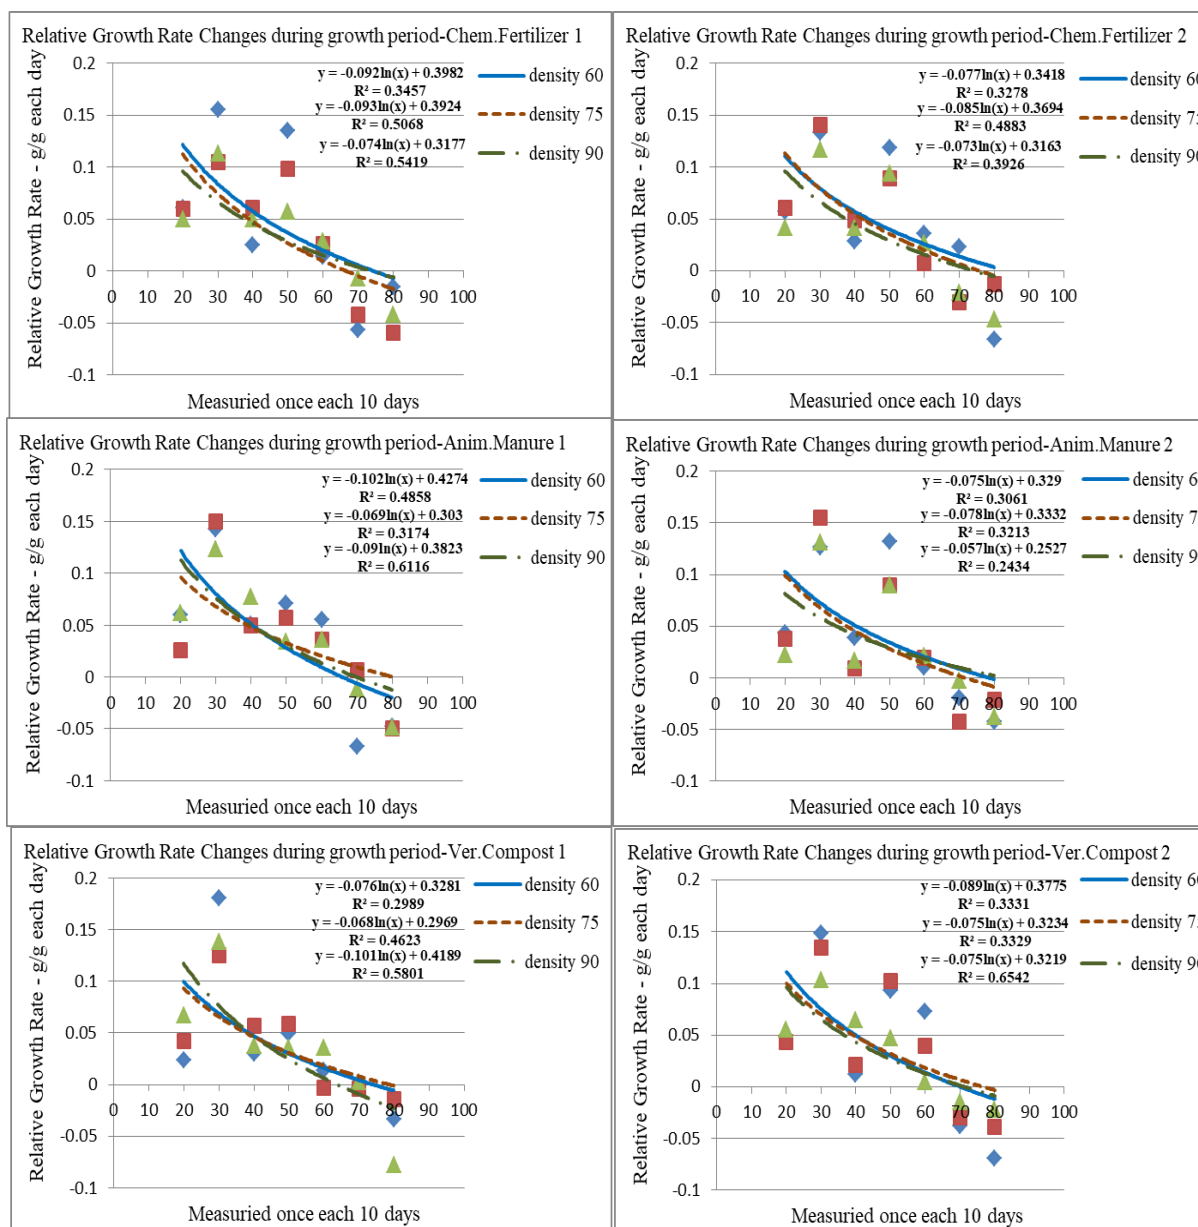 Relative Growth Rate Changes during growth period-Chem.Fertilizer 1
Relative Growth Rate - g/g each day
0.2
0.15
0.1
0.05
0
-0.05
-0.1
0 10 20 30 40 50 60 70 80 90 100
y = -0.092ln(x) + 0.3982
R² = 0.3457
y = -0.093ln(x) + 0.3924
R² = 0.5068
y = -0.074ln(x) + 0.3177
R² = 0.5419
density 60
density 75
density 90
Measuried once each 10 days
Relative Growth Rate Changes during growth period-Chem.Fertilizer 2
Relative Growth Rate - g/g each day
0.2
0.15
0.1
0.05
0
-0.05
-0.1
0 10 20 30 40 50 60 70 80 90 100
y = -0.077ln(x) + 0.3418
R² = 0.3278
y = -0.085ln(x) + 0.3694
R² = 0.4883
y = -0.073ln(x) + 0.3163
R² = 0.3926
density 60
density 75
density 90
Measuried once each 10 days
Relative Growth Rate Changes during growth period-Anim.Manure 1
Relative Growth Rate - g/g each day
0.2
0.15
0.1
0.05
0
-0.05
-0.1
0 10 20 30 40 50 60 70 80 90 100
y = -0.102ln(x) + 0.4274
R² = 0.4858
y = -0.069ln(x) + 0.303
R² = 0.3174
y = -0.09ln(x) + 0.3823
R² = 0.6116
density 60
density 75
density 90
Measuried once each 10 days
Relative Growth Rate Changes during growth period-Anim.Manure 2
Relative Growth Rate - g/g each day
0.2
0.15
0.1
0.05
0
-0.05
-0.1
0 10 20 30 40 50 60 70 80 90 100
y = -0.075ln(x) + 0.329
R² = 0.3061
y = -0.078ln(x) + 0.3332
R² = 0.3213
y = -0.057ln(x) + 0.2527
R² = 0.2434
density 6
density 7
density 9
Measuried once each 10 days
Relative Growth Rate Changes during growth period-Ver.Compost 1
Relative Growth Rate - g/g each day
0.2
0.15
0.1
0.05
0
-0.05
-0.1
0 10 20 30 40 50 60 70 80 90 100
y = -0.076ln(x) + 0.3281
R² = 0.2989
y = -0.068ln(x) + 0.2969
R² = 0.4623
y = -0.101ln(x) + 0.4189
R² = 0.5801
density 60
density 75
density 90
Measuried once each 10 days
Relative Growth Rate Changes during growth period-Ver.Compost 2
Relative Growth Rate - g/g each day
0.2
0.15
0.1
0.05
0
-0.05
-0.1
0 10 20 30 40 50 60 70 80 90 100
y = -0.089ln(x) + 0.3775
R² = 0.3331
y = -0.075ln(x) + 0.3234
R² = 0.3329
y = -0.075ln(x) + 0.3219
R² = 0.6542
density 60
density 75
density 90
Measuried once each 10 days